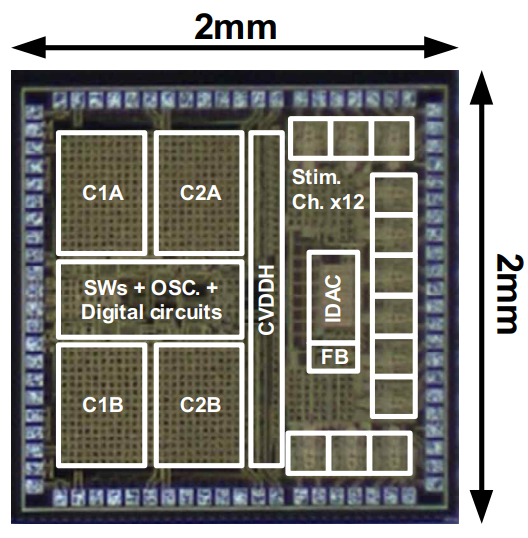 2mm
C1A
C2A
Stim.
Ch. x12
SWs + OSC. +
Digital circuits
CVDDH
IDAC
FB
C1B
C2B
2mm